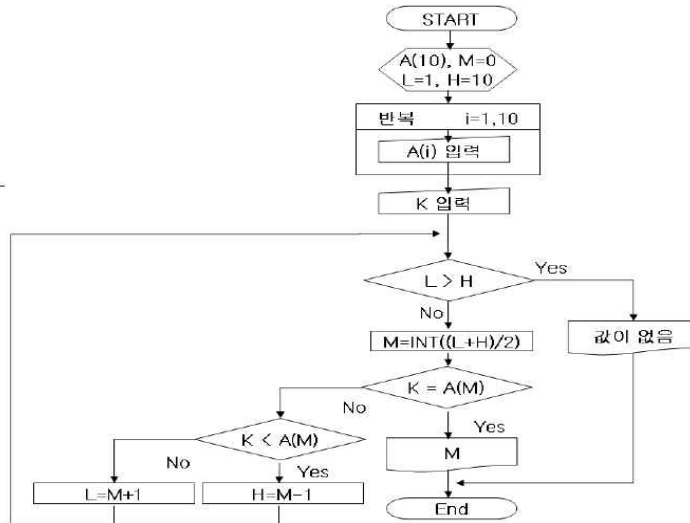 START
A(10), M=0
L=1, H=10
반복 i=1,10
A(i) 입력
K 입력
L > H
Yes
No
M=INT((L+H)/2)
값이 없음
K = A(M)
No
Yes
K < A(M)
M
No
Yes
L=M+1
H=M-1
End